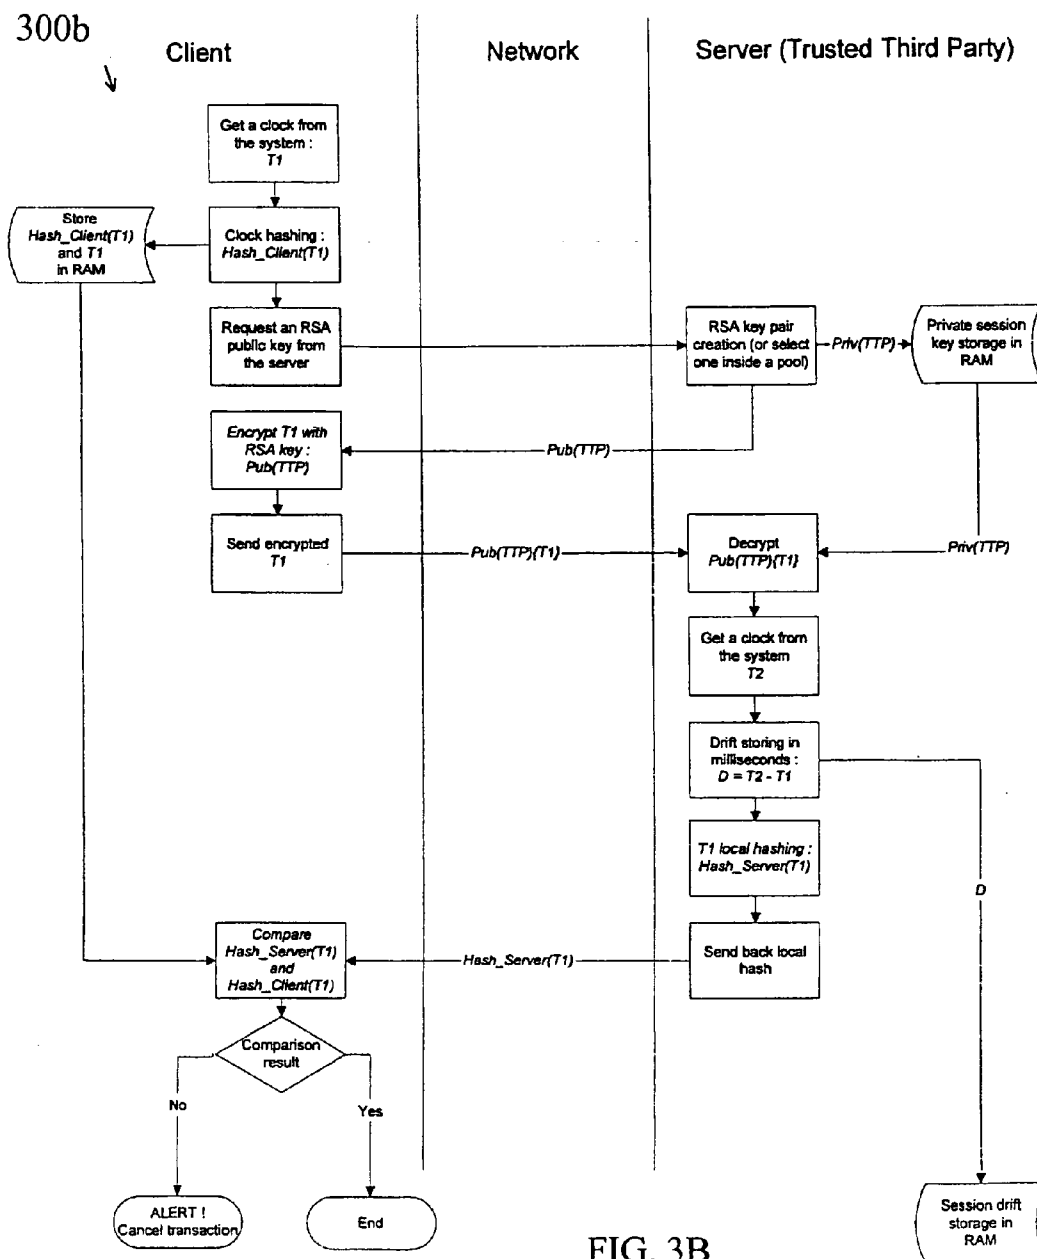 300b
Client
Network
Server (Trusted Third Party)
Get a clock from
the system :
T1
Store
Hash_Client(T1)
and T1
in RAM
Clock hashing :
Hash_Client(T1)
Request an RSA
public key from
the server
RSA key pair
creation (or select
one inside a pool)
Priv(TTP)
Private session
key storage in
RAM
Encrypt T1 with
RSA key :
Pub(TTP)
Pub(TTP)
Send encrypted
T1
Pub(TTP){T1}
Decrypt
Pub(TTP){T1}
Priv(TTP)
Get a clock from
the system
T2
Drift storing in
milliseconds :
D = T2 - T1
T1 local hashing :
Hash_Server(T1)
D
Compare
Hash_Server(T1)
and
Hash_Client(T1)
Hash_Server(T1)
Send back local
hash
Comparison
result
No
Yes
ALERT !
Cancel transaction
End
Session drift
storage in
RAM
FIG. 3B